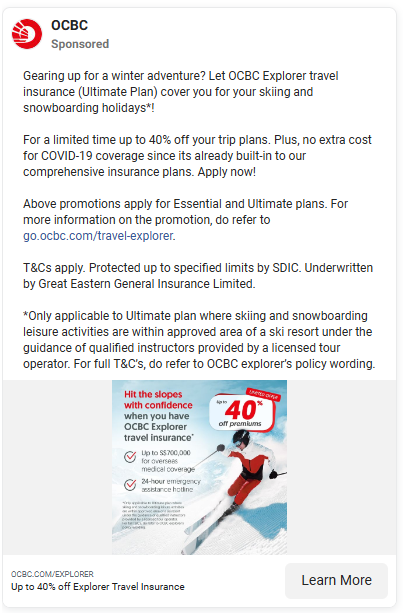 OCBC
Sponsored
Gearing up for a winter adventure? Let OCBC Explorer travel
insurance (Ultimate Plan) cover you for your skiing and
snowboarding holidays*!
For a limited time up to 40% off your trip plans. Plus, no extra cost
for COVID-19 coverage since its already built-in to our
comprehensive insurance plans. Apply now!
Above promotions apply for Essential and Ultimate plans. For
more information on the promotion, do refer to
go.ocbc.com/travel-explorer.
T&Cs apply. Protected up to specified limits by SDIC. Underwritten
by Great Eastern General Insurance Limited.
*Only applicable to Ultimate plan where skiing and snowboarding
leisure activities are within approved area of a ski resort under the
guidance of qualified instructors provided by a licensed tour
operator. For full T&C's, do refer to OCBC explorer's policy wording.
Hit the slopes
with confidence
when you have
OCBC Explorer
travel insurance*
LIMITED OFFER
Up to
40%
off premiums
Up to S$700,000
for overseas
medical coverage
24-hour emergency
assistance hotline
OCBC.COM/EXPLORER
Up to 40% off Explorer Travel Insurance
Learn More